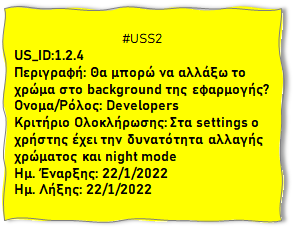 #USS2
US_ID:1.2.4
Περιγραφή: Θα μπορώ να αλλάξω το
χρώμα στο background της εφαρμογής?
Ονομα/Ρόλος: Developers
Κριτήριο Ολοκλήρωσης: Στα settings ο
χρήστης έχει την δυνατότητα αλλαγής
χρώματος και night mode
Ημ. Έναρξης: 22/1/2022
Ημ. Λήξης: 22/1/2022